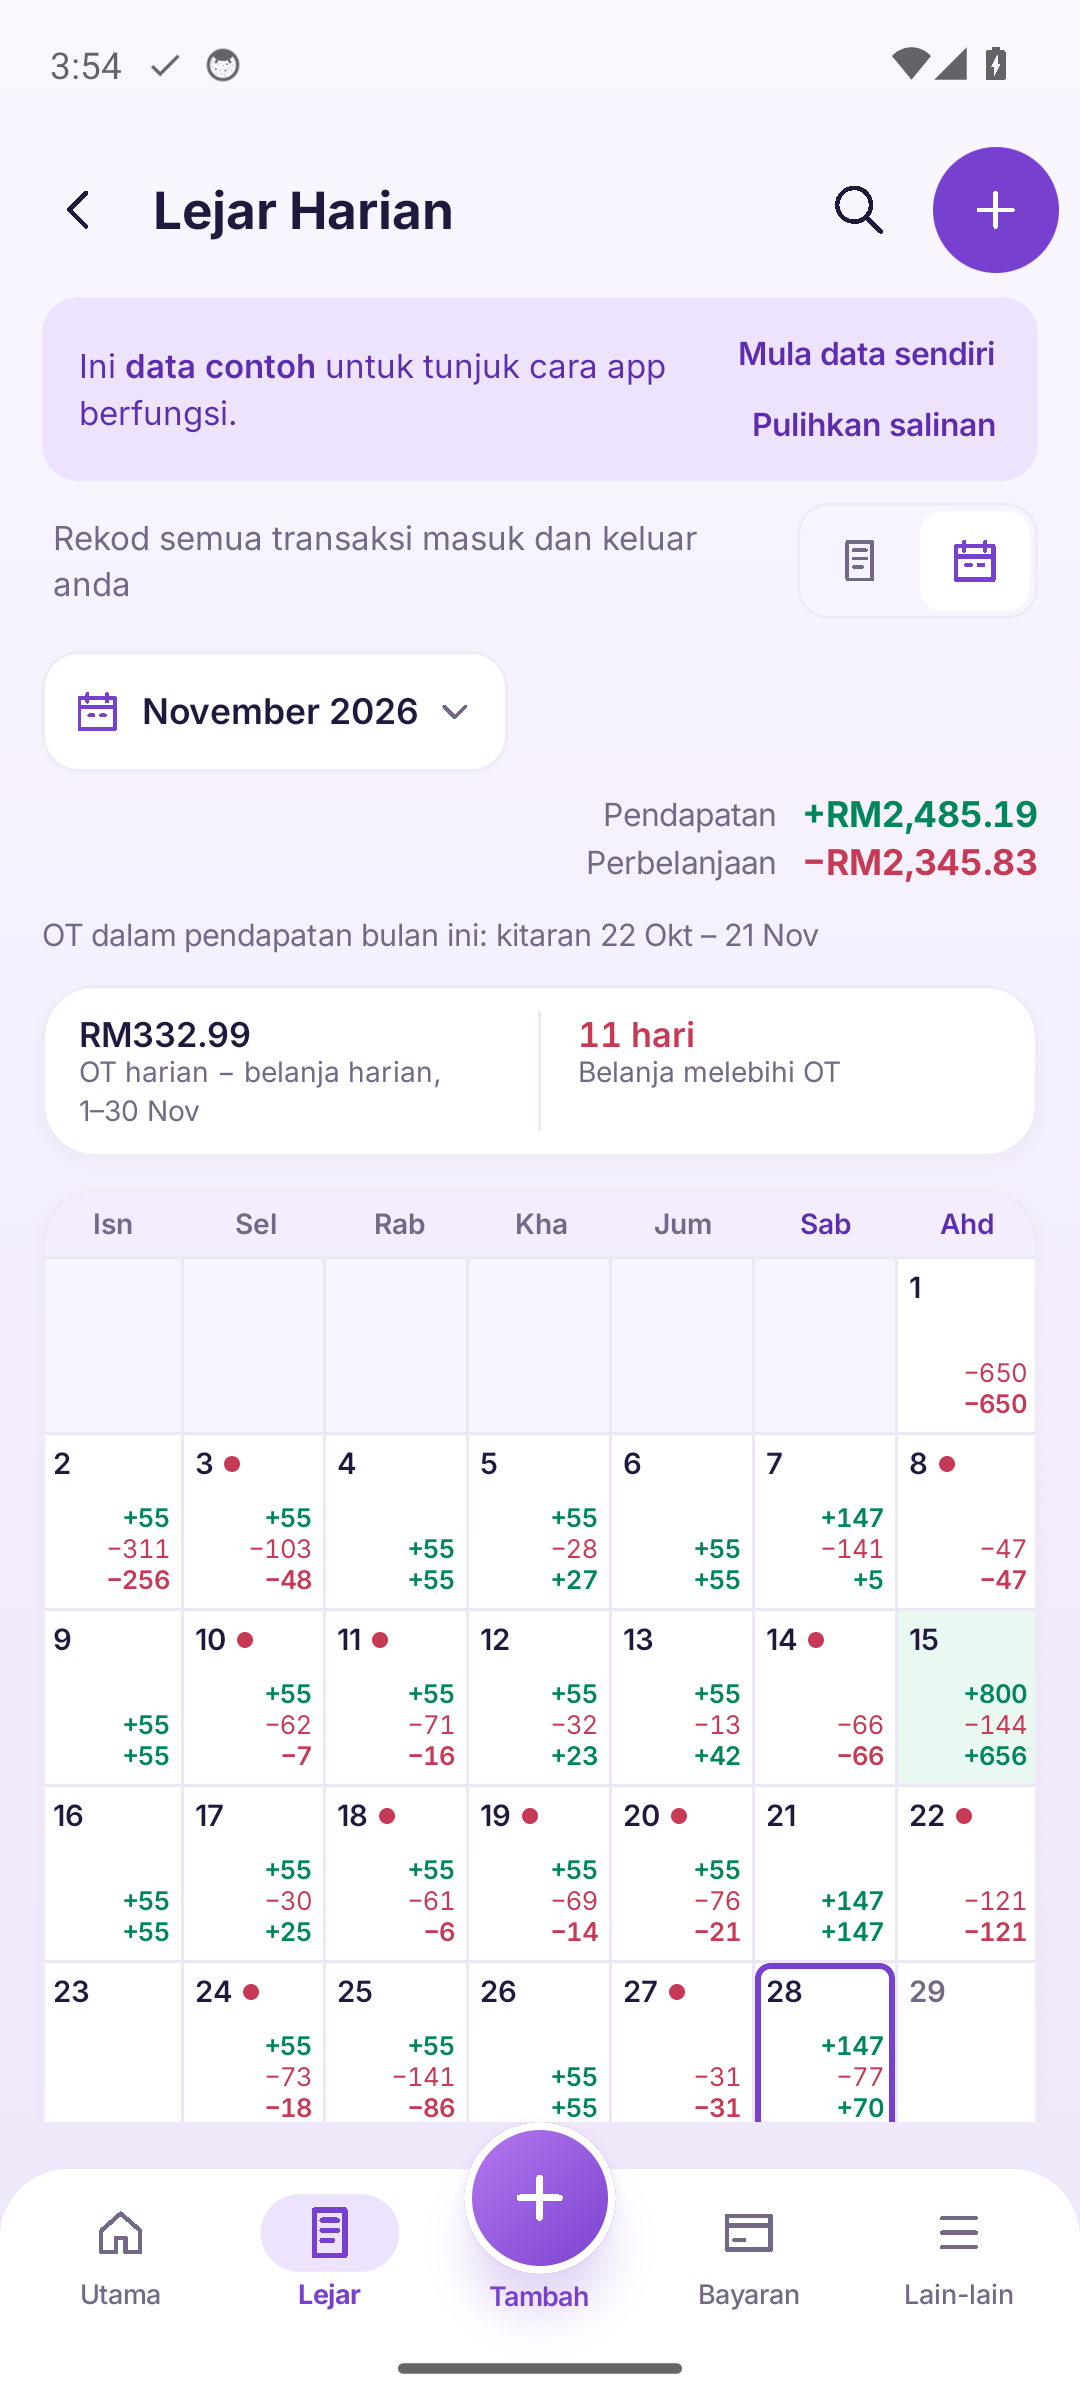 3:54
Lejar Harian
Ini data contoh untuk tunjuk cara app
berfungsi.
Mula data sendiri
Pulihkan salinan
Rekod semua transaksi masuk dan keluar
anda
November 2026
Pendapatan +RM2,485.19
Perbelanjaan −RM2,345.83
OT dalam pendapatan bulan ini: kitaran 22 Okt – 21 Nov
RM332.99
OT harian − belanja harian,
1–30 Nov
11 hari
Belanja melebihi OT
Isn Sel Rab Kha Jum Sab Ahd
1
−650
−650
2 3 4 5 6 7 8
+55 +55 +55 +147
−311 −103 +55 −28 +55 −141 −47
−256 −48 +55 +27 +55 +5 −47
9 10 11 12 13 14 15
+55 +55 +55 +55 +800
+55 −62 −71 −32 −13 −66 −144
+55 −7 −16 +23 +42 −66 +656
16 17 18 19 20 21 22
+55 +55 +55 +55
+55 −30 −61 −69 −76 +147 −121
+55 +25 −6 −14 −21 +147 −121
23 24 25 26 27 28 29
+55 +55 +147
−73 −141 +55 −31 −77
−18 −86 +55 −31 +70
Utama Lejar Tambah Bayaran Lain-lain